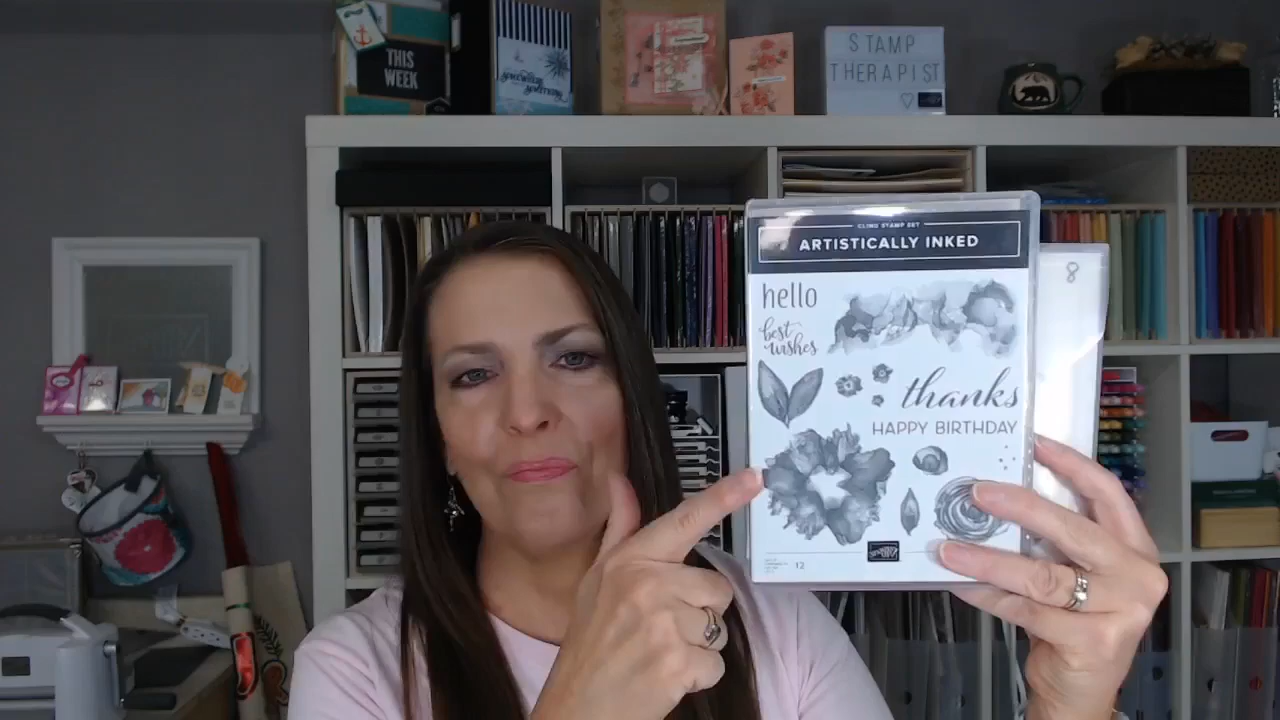 THIS
WEEK
STAMP
THERAPIST
CLING STAMP SET
ARTISTICALLY INKED
8
hello
best
wishes
thanks
HAPPY BIRTHDAY
12